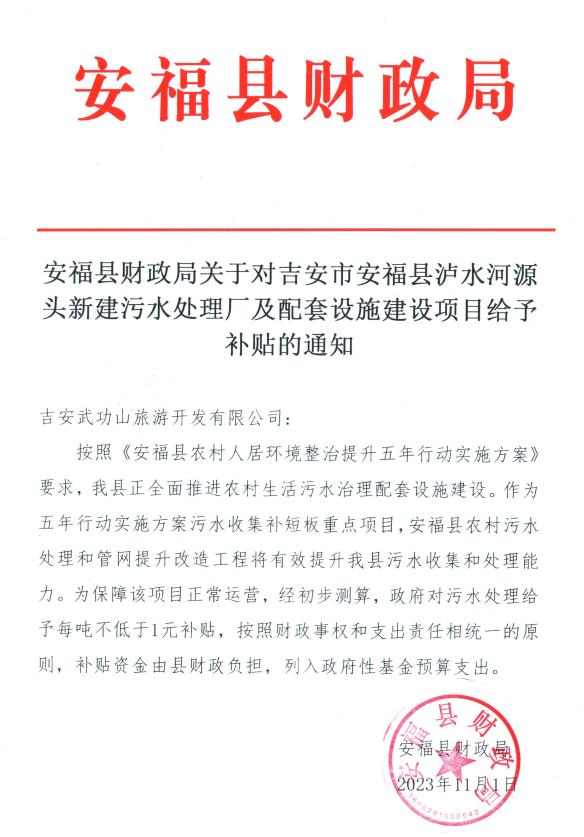 安福县财政局
安福县财政局关于对吉安市安福县泸水河源
头新建污水处理厂及配套设施建设项目给予
补贴的通知
吉安武功山旅游开发有限公司：
按照《安福县农村人居环境整治提升五年行动实施方案》
要求，我县正全面推进农村生活污水治理配套设施建设。作为
五年行动实施方案污水收集补短板重点项目，安福县农村污水
处理和管网提升改造工程将有效提升我县污水收集和处理能
力。为保障该项目正常运营，经初步测算，政府对污水处理给
予每吨不低于1元补贴，按照财政事权和支出责任相统一的原
则，补贴资金由县财政负担，列入政府性基金预算支出。
安福县财政局
2023年11月1日
安福县财政局